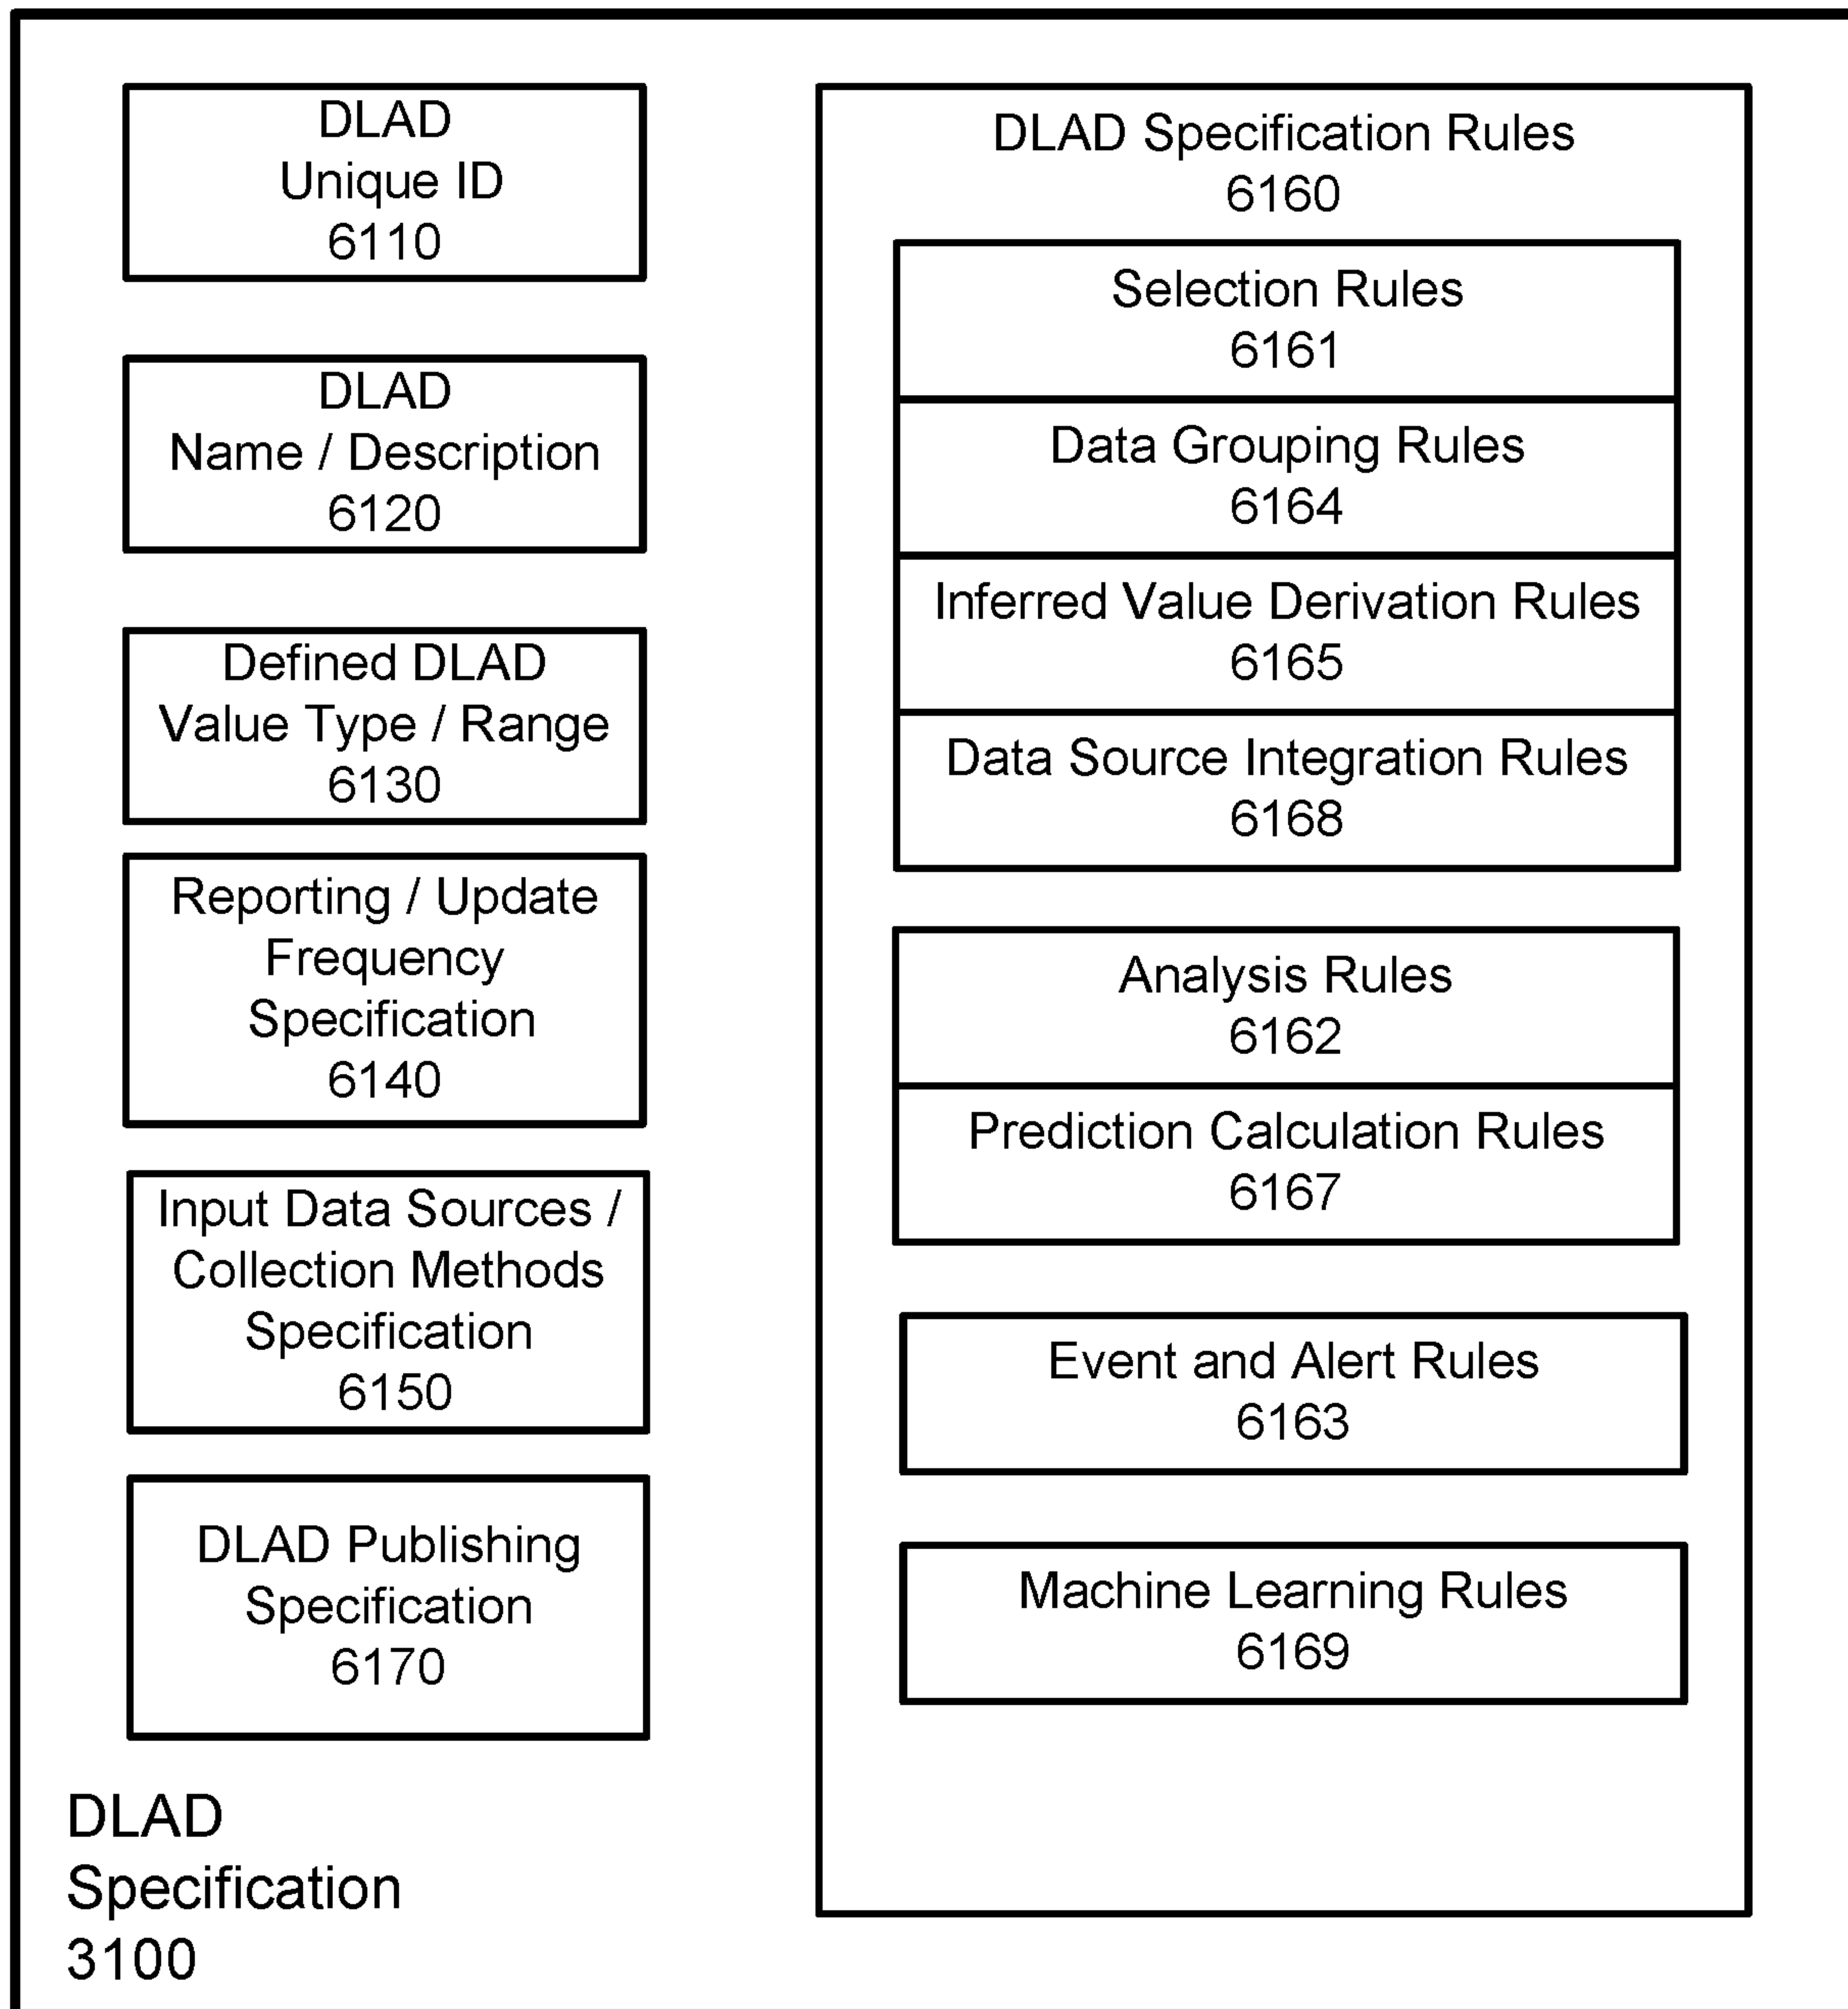 DLAD
Unique ID
6110
DLAD
Name / Description
6120
Defined DLAD
Value Type / Range
6130
Reporting / Update
Frequency
Specification
6140
Input Data Sources /
Collection Methods
Specification
6150
DLAD Publishing
Specification
6170
DLAD
Specification
3100
DLAD Specification Rules
6160
Selection Rules
6161
Data Grouping Rules
6164
Inferred Value Derivation Rules
6165
Data Source Integration Rules
6168
Analysis Rules
6162
Prediction Calculation Rules
6167
Event and Alert Rules
6163
Machine Learning Rules
6169